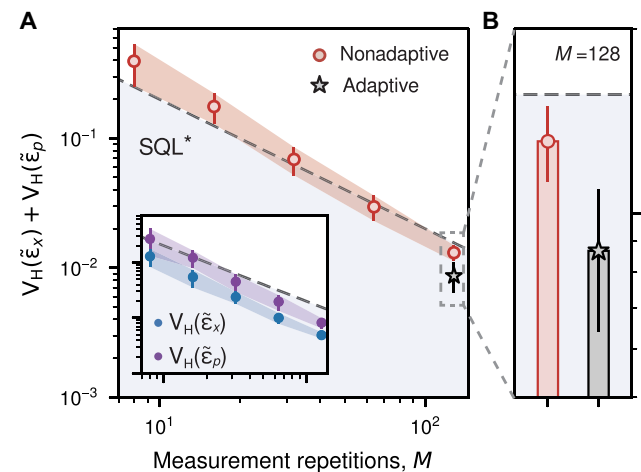 A
B
Nonadaptive
Adaptive
M =128
SQL*
V_H(ε̃_x) + V_H(ε̃_p)
10⁻¹
10⁻²
10⁻³
V_H(ε̃_x)
V_H(ε̃_p)
10¹
10²
Measurement repetitions, M